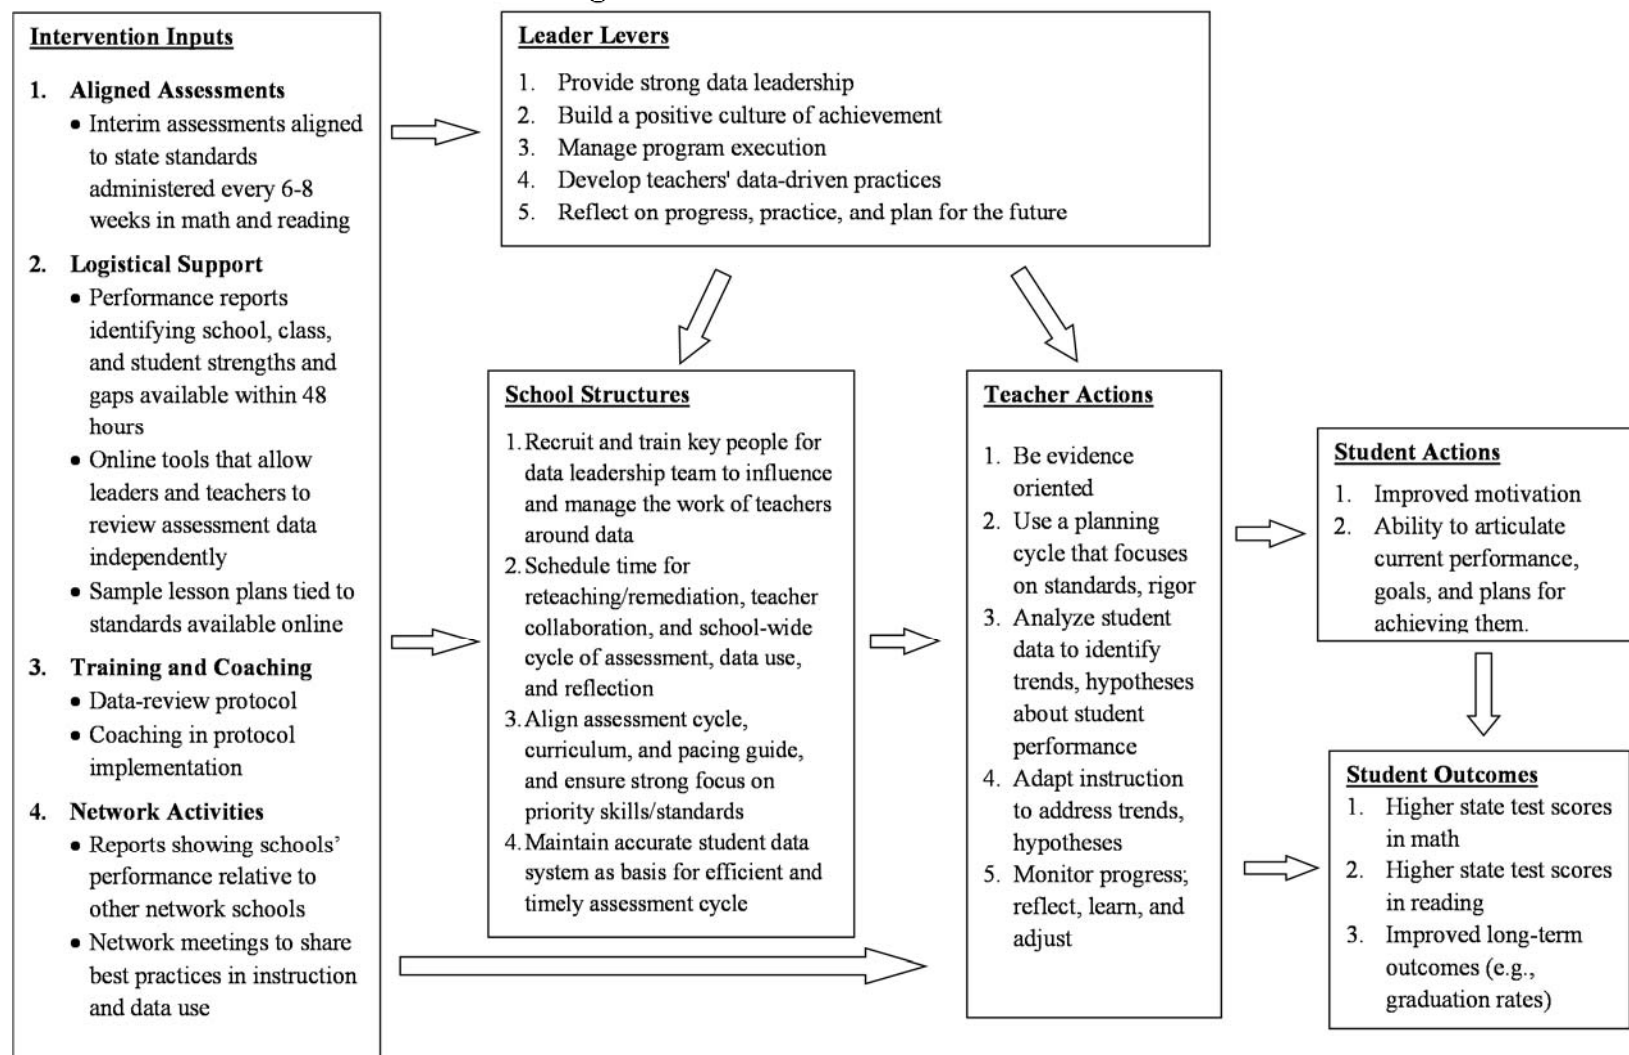 Intervention Inputs
1. Aligned Assessments
• Interim assessments aligned
to state standards
administered every 6-8
weeks in math and reading
2. Logistical Support
• Performance reports
identifying school, class,
and student strengths and
gaps available within 48
hours
• Online tools that allow
leaders and teachers to
review assessment data
independently
• Sample lesson plans tied to
standards available online
3. Training and Coaching
• Data-review protocol
• Coaching in protocol
implementation
4. Network Activities
• Reports showing schools’
performance relative to
other network schools
• Network meetings to share
best practices in instruction
and data use
Leader Levers
1. Provide strong data leadership
2. Build a positive culture of achievement
3. Manage program execution
4. Develop teachers' data-driven practices
5. Reflect on progress, practice, and plan for the future
School Structures
1. Recruit and train key people for
data leadership team to influence
and manage the work of teachers
around data
2. Schedule time for
reteaching/remediation, teacher
collaboration, and school-wide
cycle of assessment, data use,
and reflection
3. Align assessment cycle,
curriculum, and pacing guide,
and ensure strong focus on
priority skills/standards
4. Maintain accurate student data
system as basis for efficient and
timely assessment cycle
Teacher Actions
1. Be evidence
oriented
2. Use a planning
cycle that focuses
on standards, rigor
3. Analyze student
data to identify
trends, hypotheses
about student
performance
4. Adapt instruction
to address trends,
hypotheses
5. Monitor progress;
reflect, learn, and
adjust
Student Actions
1. Improved motivation
2. Ability to articulate
current performance,
goals, and plans for
achieving them.
Student Outcomes
1. Higher state test scores
in math
2. Higher state test scores
in reading
3. Improved long-term
outcomes (e.g.,
graduation rates)